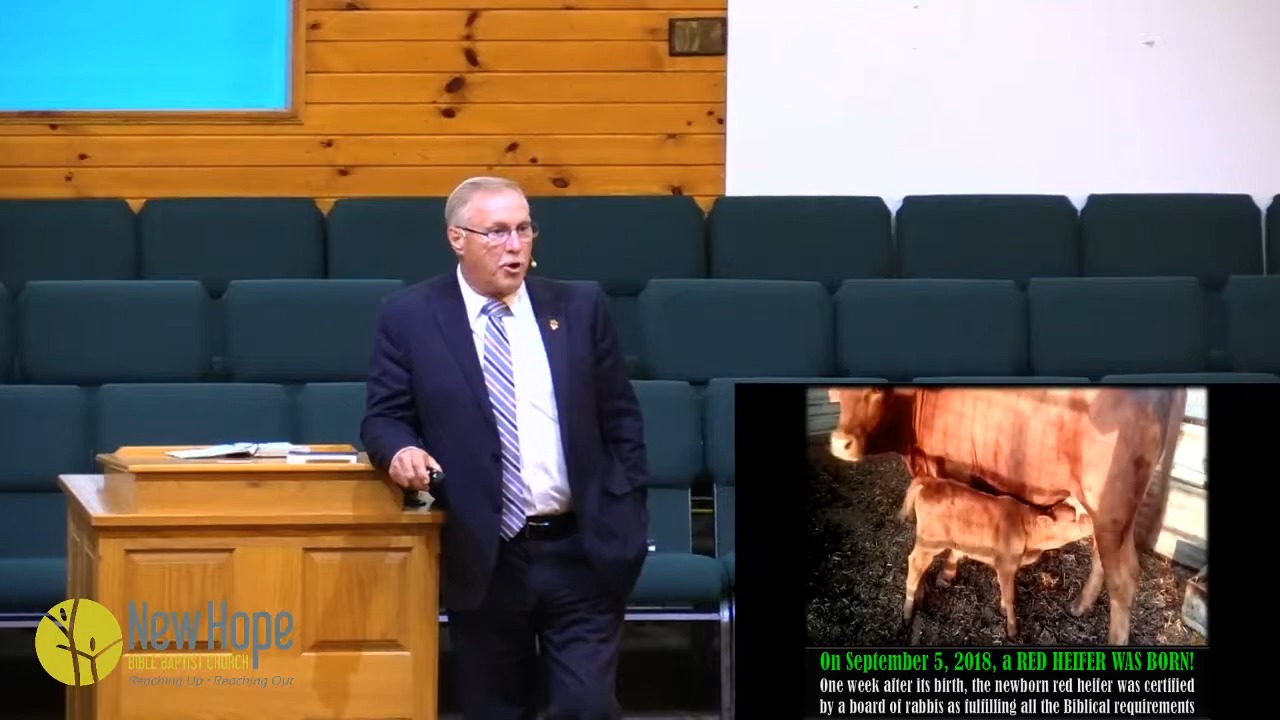 New Hope
BIBLE BAPTIST CHURCH
Reaching Up • Reaching Out
On September 5, 2018, a RED HEIFER WAS BORN!
One week after its birth, the newborn red heifer was certified
by a board of rabbis as fulfilling all the Biblical requirements